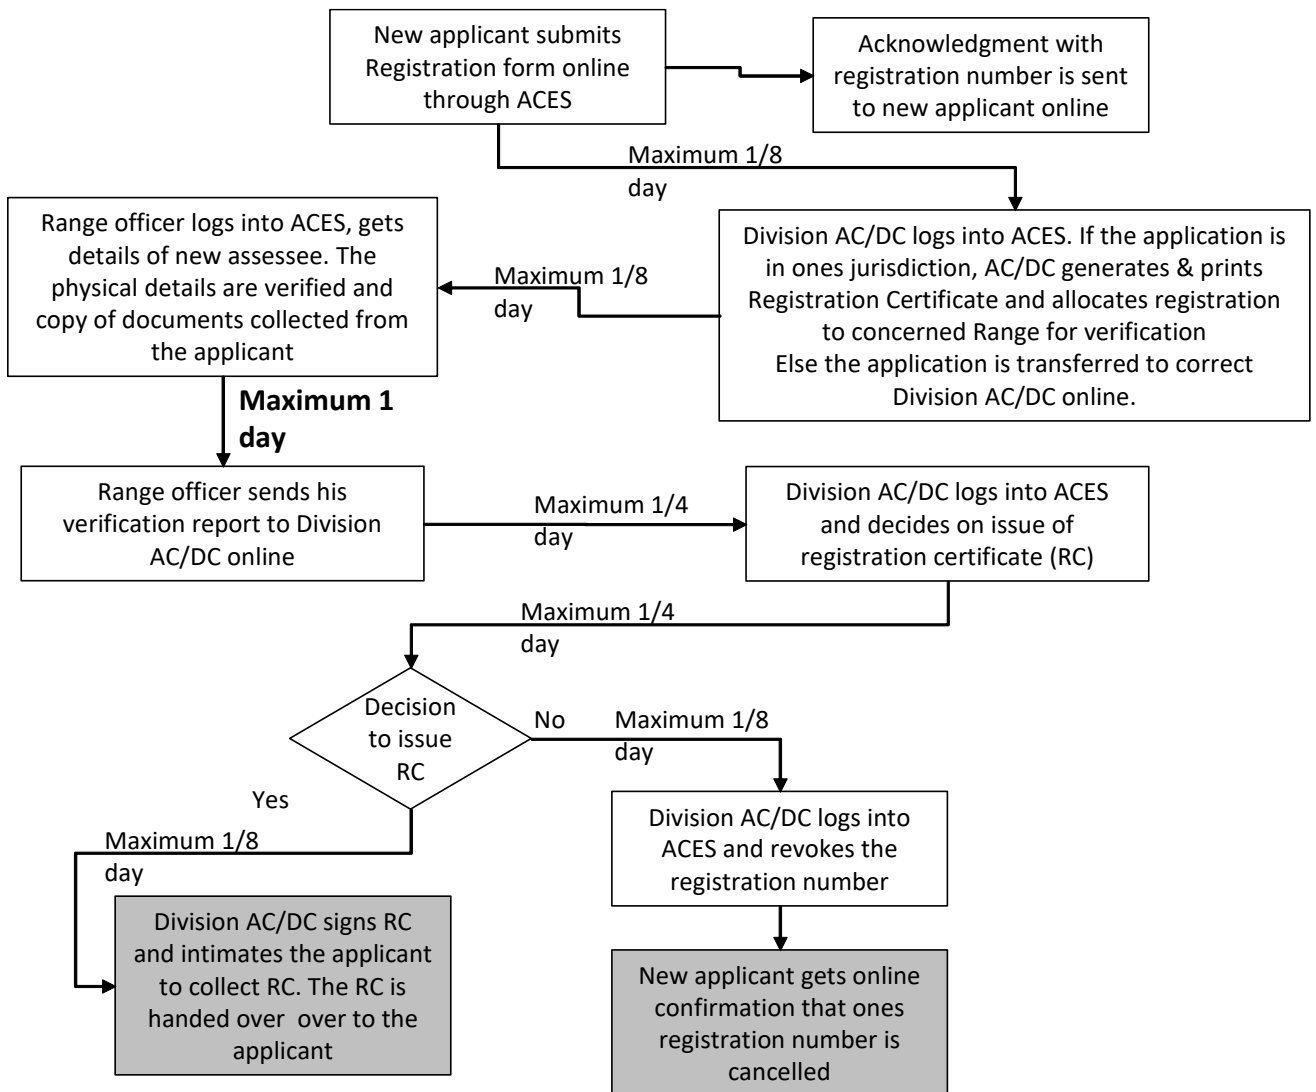 New applicant submits
Registration form online
through ACES
Acknowledgment with
registration number is sent
to new applicant online
Maximum 1/8
day
Division AC/DC logs into ACES. If the application is
in ones jurisdiction, AC/DC generates & prints
Registration Certificate and allocates registration
to concerned Range for verification
Else the application is transferred to correct
Division AC/DC online.
Maximum 1/8
day
Range officer logs into ACES, gets
details of new assessee. The
physical details are verified and
copy of documents collected from
the applicant
Maximum 1
day
Range officer sends his
verification report to Division
AC/DC online
Maximum 1/4
day
Division AC/DC logs into ACES
and decides on issue of
registration certificate (RC)
Maximum 1/4
day
Decision
to issue
RC
No
Maximum 1/8
day
Division AC/DC logs into
ACES and revokes the
registration number
New applicant gets online
confirmation that ones
registration number is
cancelled
Yes
Maximum 1/8
day
Division AC/DC signs RC
and intimates the applicant
to collect RC. The RC is
handed over  over to the
applicant